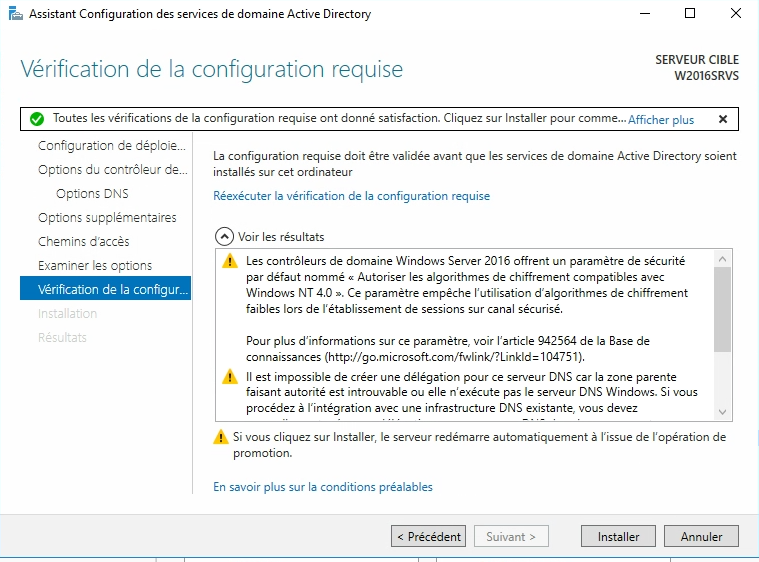 Assistant Configuration des services de domaine Active Directory
Vérification de la configuration requise
SERVEUR CIBLE
W2016SRVS
Toutes les vérifications de la configuration requise ont donné satisfaction. Cliquez sur Installer pour comme... Afficher plus
Configuration de déploie...
Options du contrôleur de...
Options DNS
Options supplémentaires
Chemins d'accès
Examiner les options
Vérification de la configur...
Installation
Résultats
La configuration requise doit être validée avant que les services de domaine Active Directory soient
installés sur cet ordinateur
Réexécuter la vérification de la configuration requise
Voir les résultats
Les contrôleurs de domaine Windows Server 2016 offrent un paramètre de sécurité
par défaut nommé « Autoriser les algorithmes de chiffrement compatibles avec
Windows NT 4.0 ». Ce paramètre empêche l'utilisation d'algorithmes de chiffrement
faibles lors de l'établissement de sessions sur canal sécurisé.
Pour plus d'informations sur ce paramètre, voir l'article 942564 de la Base de
connaissances (http://go.microsoft.com/fwlink/?LinkId=104751).
Il est impossible de créer une délégation pour ce serveur DNS car la zone parente
faisant autorité est introuvable ou elle n'exécute pas le serveur DNS Windows. Si vous
procédez à l'intégration avec une infrastructure DNS existante, vous devez
Si vous cliquez sur Installer, le serveur redémarre automatiquement à l'issue de l'opération de
promotion.
En savoir plus sur la conditions préalables
< Précédent
Suivant >
Installer
Annuler